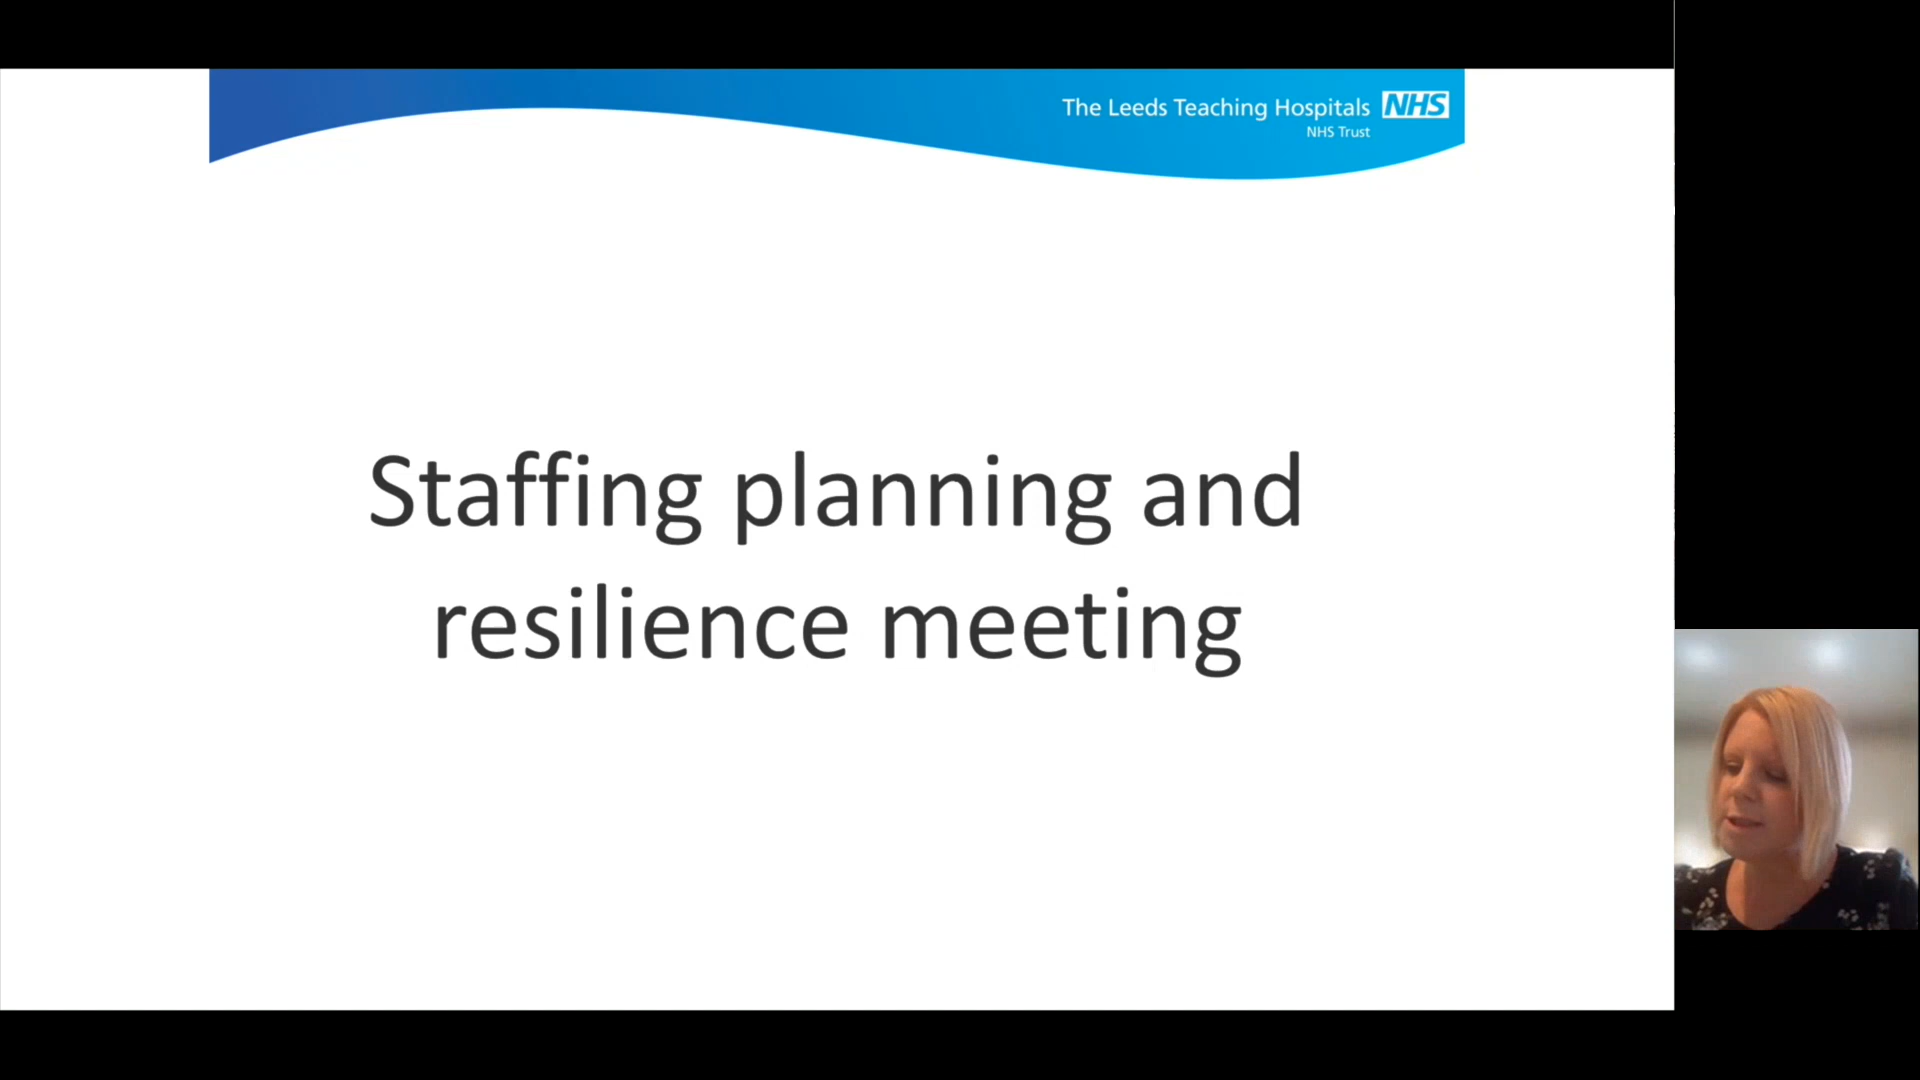 The Leeds Teaching Hospitals NHS
NHS Trust
Staffing planning and
resilience meeting